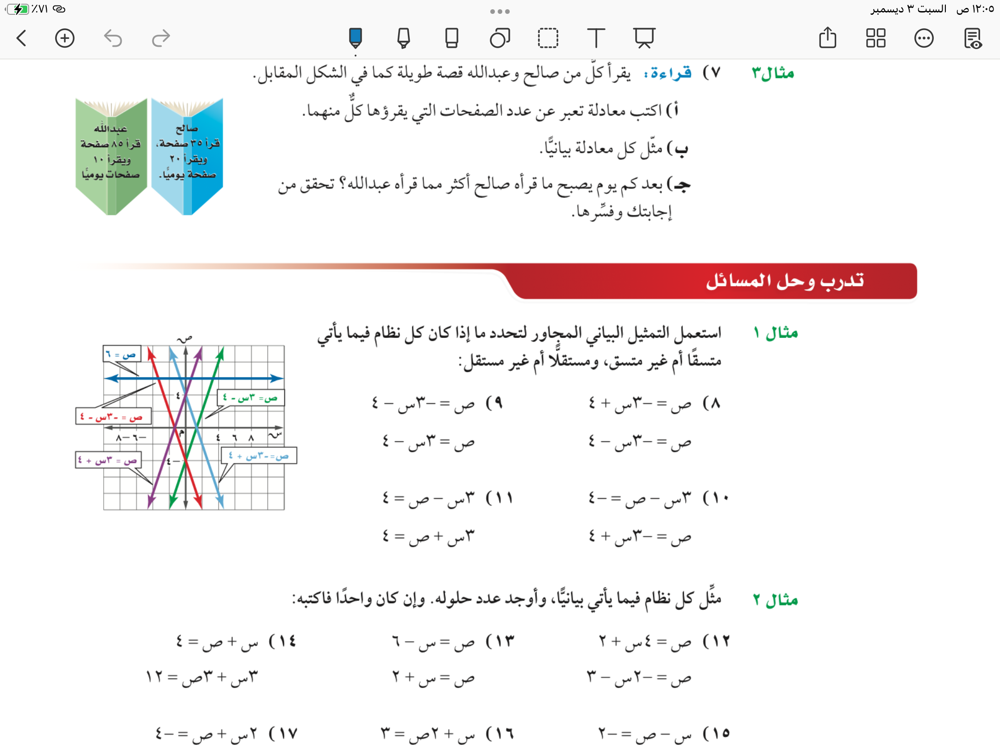 ١٢:٠٥ ص السبت ٣ ديسمبر
٪٧١
مثال٣
٧) قراءة: يقرأ كلٌّ من صالح وعبدالله قصة طويلة كما في الشكل المقابل.
أ) اكتب معادلة تعبر عن عدد الصفحات التي يقرؤها كلٌّ منهما.
ب) مثّل كل معادلة بيانيًّا.
جـ) بعد كم يوم يصبح ما قرأه صالح أكثر مما قرأه عبدالله؟ تحقق من
إجابتك وفسِّرها.
صالح
قرأ ٣٥ صفحة،
ويقرأ ٢٠
صفحة يوميًّا.
عبدالله
قرأ ٨٥ صفحة
ويقرأ ١٠
صفحات يوميًّا
تدرب وحل المسائل
مثال ١
استعمل التمثيل البياني المجاور لتحدد ما إذا كان كل نظام فيما يأتي
متسقًا أم غير متسق، ومستقلًّا أم غير مستقل:
٨) ص = –٣س + ٤
ص = –٣س – ٤
٩) ص = –٣س – ٤
ص = ٣س – ٤
١٠) ٣س – ص = –٤
ص = –٣س + ٤
١١) ٣س – ص = ٤
٣س + ص = ٤
ص
ص = ٦
٤
ص = ٣س - ٤
ص = -٣س - ٤
س
٨ ٦ ٤
م
–٦ –٨
–٤
ص = -٣س + ٤
ص = ٣س + ٤
مثال ٢
مثِّل كل نظام فيما يأتي بيانيًّا، وأوجد عدد حلوله. وإن كان واحدًا فاكتبه:
١٢) ص = ٤س + ٢
ص = –٢س – ٣
١٣) ص = س – ٦
ص = س + ٢
١٤) س + ص = ٤
٣س + ٣ص = ١٢
١٥) س – ص = –٢
١٦) س + ٢ص = ٣
١٧) ٢س + ص = –٤